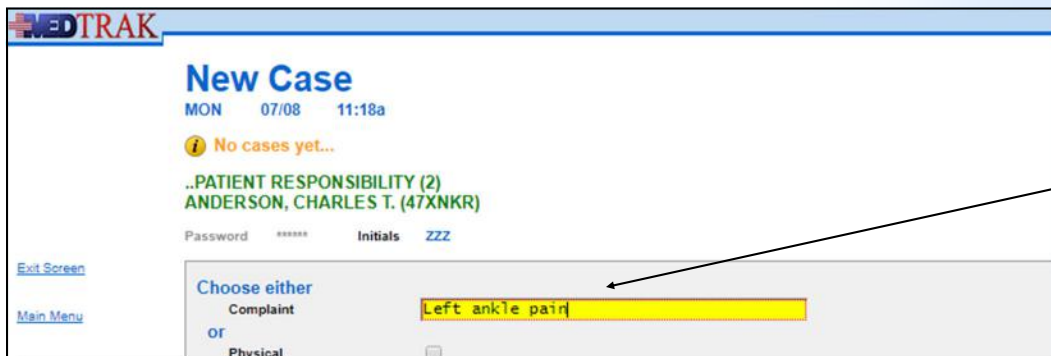 MEDTRAK
New Case
MON 07/08 11:18a
No cases yet...
..PATIENT RESPONSIBILITY (2)
ANDERSON, CHARLES T. (47XNKR)
Password ****** Initials ZZZ
Exit Screen
Choose either
Complaint Left ankle pain
Main Menu
or
Physical